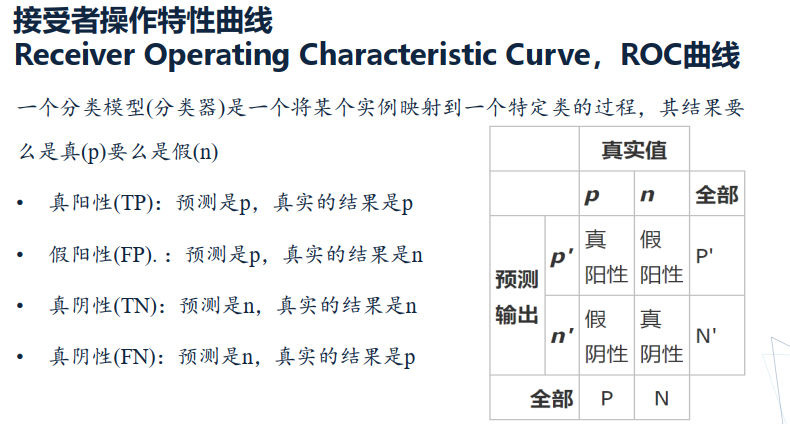 接受者操作特性曲线
Receiver Operating Characteristic Curve，ROC曲线
一个分类模型(分类器)是一个将某个实例映射到一个特定类的过程，其结果要
么是真(p)要么是假(n)
• 真阳性(TP)：预测是p，真实的结果是p
• 假阳性(FP).：预测是p，真实的结果是n
• 真阴性(TN)：预测是n，真实的结果是n
• 真阴性(FN)：预测是n，真实的结果是p
真实值
p n 全部
预测
输出
p' 真
阳性 假
阳性 P'
n' 假
阴性 真
阴性 N'
全部 P N